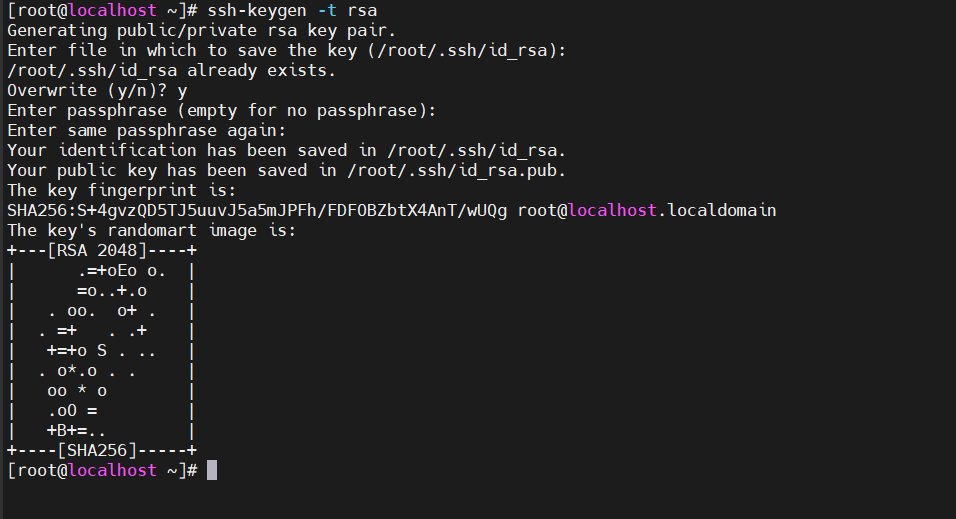 [root@localhost ~]# ssh-keygen -t rsa
Generating public/private rsa key pair.
Enter file in which to save the key (/root/.ssh/id_rsa):
/root/.ssh/id_rsa already exists.
Overwrite (y/n)? y
Enter passphrase (empty for no passphrase):
Enter same passphrase again:
Your identification has been saved in /root/.ssh/id_rsa.
Your public key has been saved in /root/.ssh/id_rsa.pub.
The key fingerprint is:
SHA256:S+4gvzQD5TJ5uuvJ5a5mJPFh/FDFOBZbtX4AnT/wUQg root@localhost.localdomain
The key's randomart image is:
+---[RSA 2048]----+
|      .=+oEo o.  |
|      =o..+.o    |
|   . oo.  o+ .   |
|  . =+   . .+    |
|   +=+o S . ..   |
|  . o*.o . .     |
|   oo * o        |
|   .oO =         |
|   +B+=..        |
+----[SHA256]-----+
[root@localhost ~]#